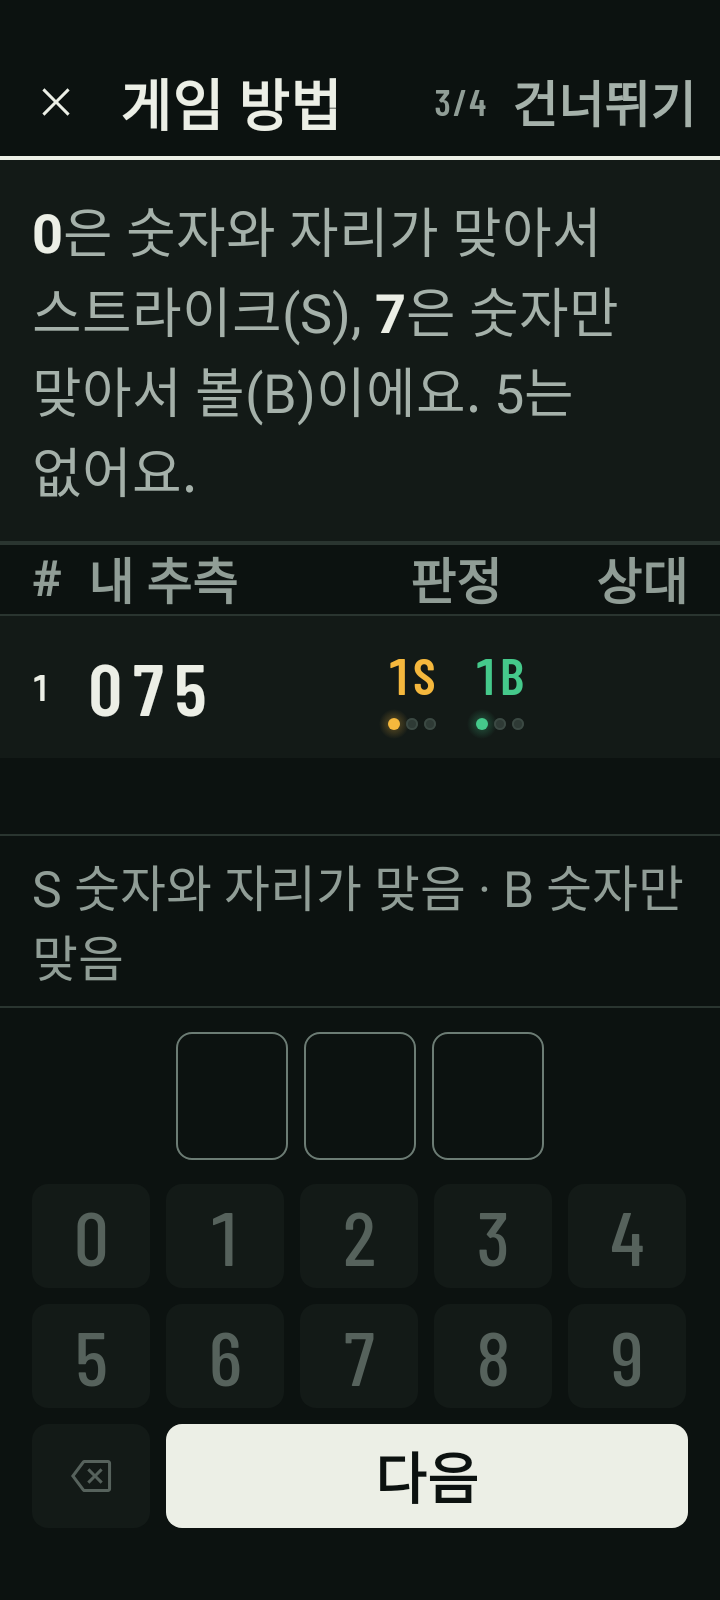 × 게임 방법 3/4 건너뛰기
0은 숫자와 자리가 맞아서
스트라이크(S), 7은 숫자만
맞아서 볼(B)이에요. 5는
없어요.
# 내 추측 판정 상대
1 075 1S 1B
S 숫자와 자리가 맞음 · B 숫자만
맞음
0 1 2 3 4
5 6 7 8 9
다음